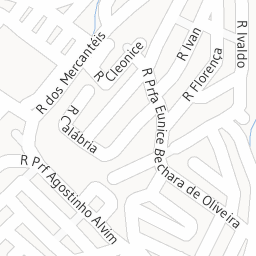 R dos Mercantéis
R Cleonice
R Ivan
R Ivaldo
R Florença
R Prfa Eunice Bechara de Oliveira
R Calábria
R Prf Agostinho Alvim